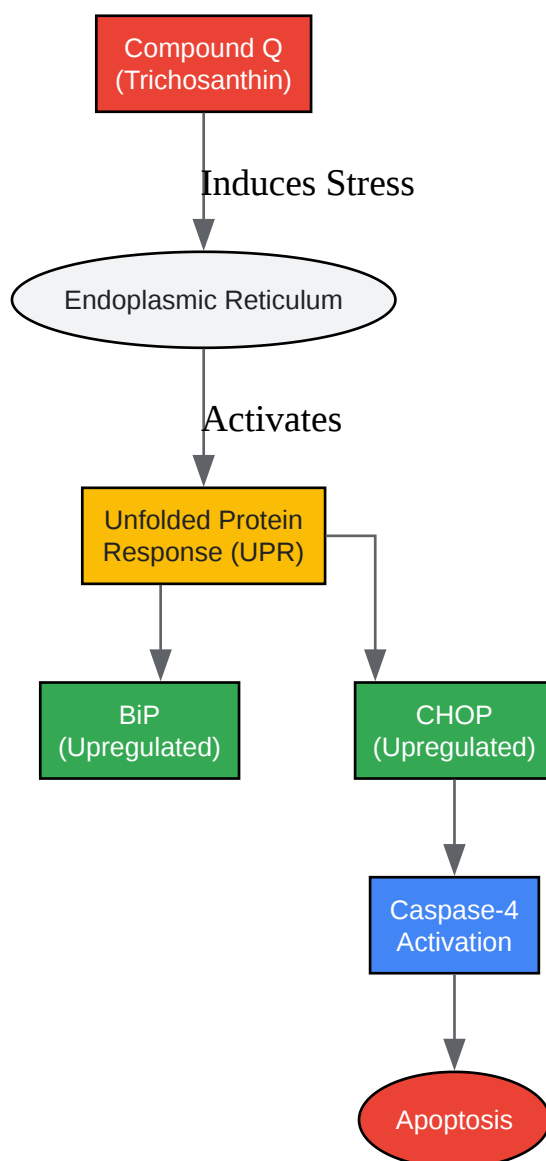 Compound Q
(Trichosanthin)
Induces Stress
Endoplasmic Reticulum
Activates
Unfolded Protein
Response (UPR)
BiP
(Upregulated)
CHOP
(Upregulated)
Caspase-4
Activation
Apoptosis